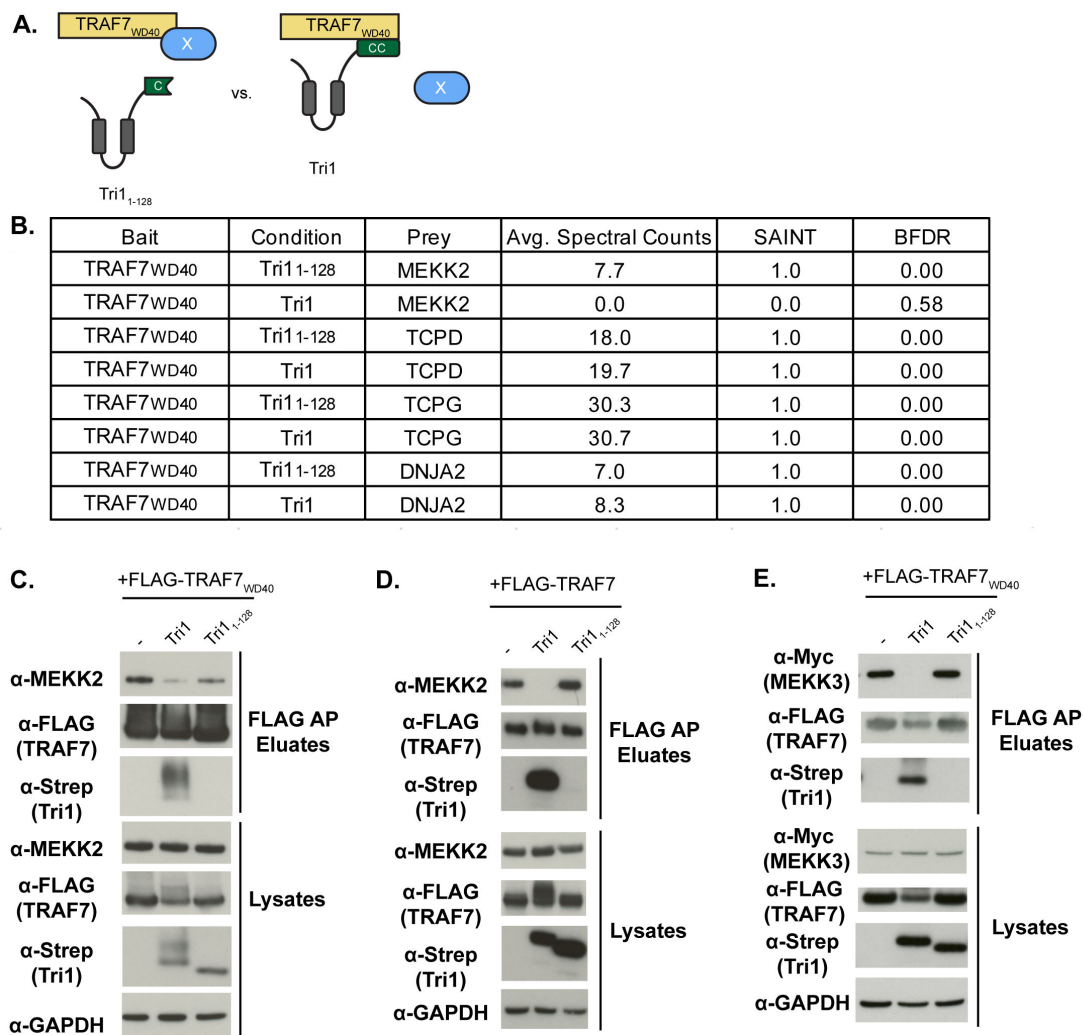 A.
TRAF7WD40
X
C
Tri11-128
vs.
TRAF7WD40
CC
X
Tri1
B.
Bait Condition Prey Avg. Spectral Counts SAINT BFDR
TRAF7WD40 Tri11-128 MEKK2 7.7 1.0 0.00
TRAF7WD40 Tri1 MEKK2 0.0 0.0 0.58
TRAF7WD40 Tri11-128 TCPD 18.0 1.0 0.00
TRAF7WD40 Tri1 TCPD 19.7 1.0 0.00
TRAF7WD40 Tri11-128 TCPG 30.3 1.0 0.00
TRAF7WD40 Tri1 TCPG 30.7 1.0 0.00
TRAF7WD40 Tri11-128 DNJA2 7.0 1.0 0.00
TRAF7WD40 Tri1 DNJA2 8.3 1.0 0.00
C.
+FLAG-TRAF7WD40
- Tri1 Tri11-128
α-MEKK2
α-FLAG
(TRAF7)
α-Strep
(Tri1)
FLAG AP
Eluates
α-MEKK2
α-FLAG
(TRAF7)
α-Strep
(Tri1)
α-GAPDH
Lysates
D.
+FLAG-TRAF7
- Tri1 Tri11-128
α-MEKK2
α-FLAG
(TRAF7)
α-Strep
(Tri1)
FLAG AP
Eluates
α-MEKK2
α-FLAG
(TRAF7)
α-Strep
(Tri1)
α-GAPDH
Lysates
E.
+FLAG-TRAF7WD40
- Tri1 Tri11-128
α-Myc
(MEKK3)
α-FLAG
(TRAF7)
α-Strep
(Tri1)
FLAG AP
Eluates
α-Myc
(MEKK3)
α-FLAG
(TRAF7)
α-Strep
(Tri1)
α-GAPDH
Lysates